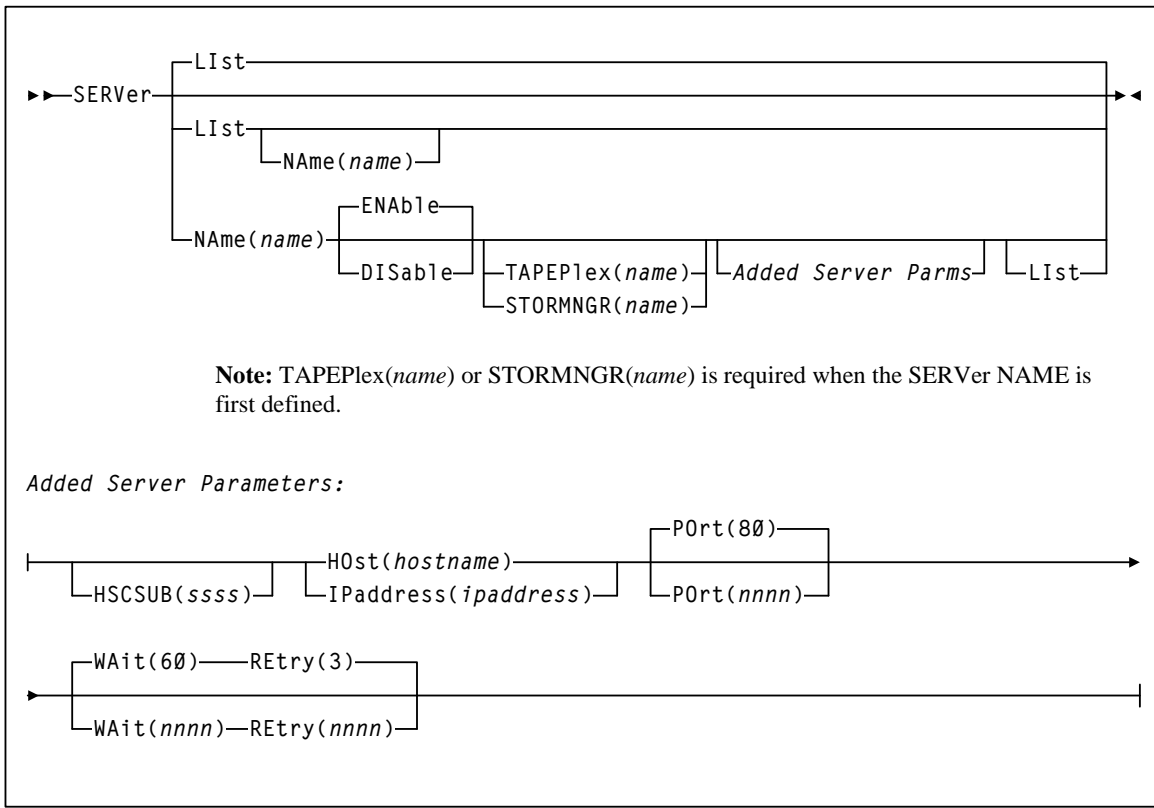 LIst
SERVer
LIst
NAme(name)
ENAble
NAme(name)
DISable TAPEPlex(name) Added Server Parms LIst
STORMNGR(name)
Note: TAPEPlex(name) or STORMNGR(name) is required when the SERVer NAME is
first defined.
Added Server Parameters:
POrt(80)
HOst(hostname)
HSCSUB(ssss) IPaddress(ipaddress) POrt(nnnn)
WAit(60) REtry(3)
WAit(nnnn) REtry(nnnn)